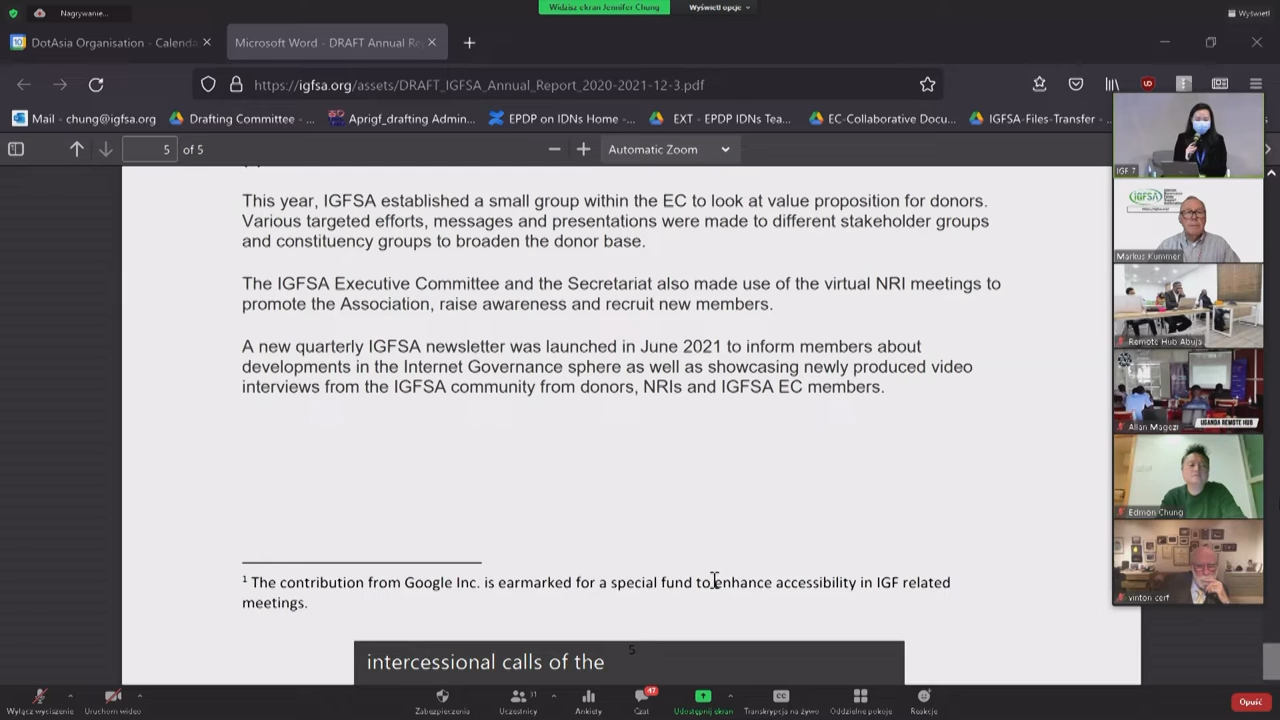 Nagrywanie...
Widzisz ekran Jennifer Chung
Wyświetl opcje
Wyświetl
DotAsia Organisation - Calenda
Microsoft Word - DRAFT Annual Re
https://igfsa.org/assets/DRAFT_IGFSA_Annual_Report_2020-2021-12-3.pdf
Mail - chung@igfsa.org
Drafting Committee - ...
Aprigf_drafting Admin...
EPDP on IDNs Home - ...
EXT - EPDP IDNs Tea...
EC-Collaborative Docu...
IGFSA-Files-Transfer - ...
5 of 5
Automatic Zoom
This year, IGFSA established a small group within the EC to look at value proposition for donors.
Various targeted efforts, messages and presentations were made to different stakeholder groups
and constituency groups to broaden the donor base.
The IGFSA Executive Committee and the Secretariat also made use of the virtual NRI meetings to
promote the Association, raise awareness and recruit new members.
A new quarterly IGFSA newsletter was launched in June 2021 to inform members about
developments in the Internet Governance sphere as well as showcasing newly produced video
interviews from the IGFSA community from donors, NRIs and IGFSA EC members.
1 The contribution from Google Inc. is earmarked for a special fund to enhance accessibility in IGF related
meetings.
5
intercessional calls of the
IGF 7
IGFSA
Markus Kummer
Remote Hub Abuja
UGANDA REMOTE HUB
Allan Magezi
Edmon Chung
vinton cerf
Wyłącz wyciszenie
Uruchom wideo
Zabezpieczenia
31
Uczestnicy
Ankiety
47
Czat
Udostępnij ekran
CC
Transkrypcja na żywo
Oddzielne pokoje
Reakcje
Opuść